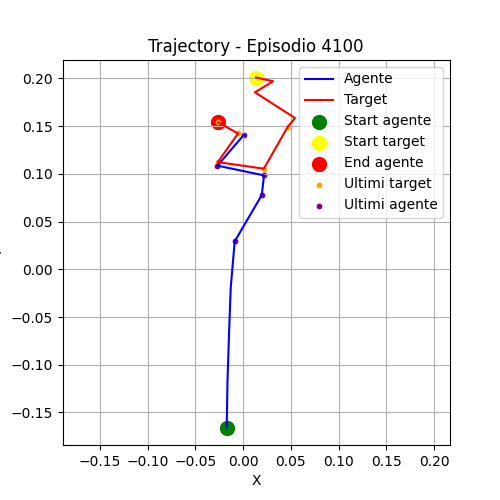 Trajectory - Episodio 4100
Agente
Target
Start agente
Start target
End agente
Ultimi target
Ultimi agente
0.20
0.15
0.10
0.05
0.00
−0.05
−0.10
−0.15
−0.15 −0.10 −0.05 0.00 0.05 0.10 0.15 0.20
X